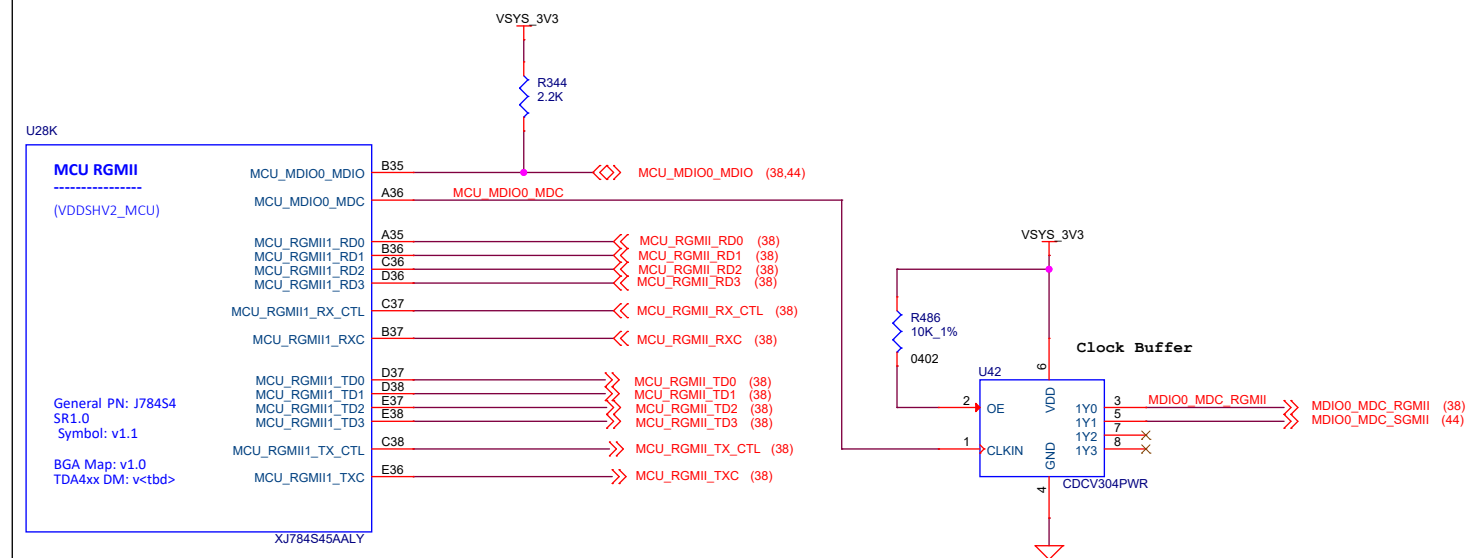 VSYS_3V3
R344
2.2K
U28K
MCU RGMII
----------------
(VDDSHV2_MCU)
MCU_MDIO0_MDIO B35 MCU_MDIO0_MDIO (38,44)
MCU_MDIO0_MDC A36 MCU_MDIO0_MDC
MCU_RGMII1_RD0 A35 MCU_RGMII_RD0 (38)
MCU_RGMII1_RD1 B36 MCU_RGMII_RD1 (38)
MCU_RGMII1_RD2 C36 MCU_RGMII_RD2 (38)
MCU_RGMII1_RD3 D36 MCU_RGMII_RD3 (38)
MCU_RGMII1_RX_CTL C37 MCU_RGMII_RX_CTL (38)
MCU_RGMII1_RXC B37 MCU_RGMII_RXC (38)
MCU_RGMII1_TD0 D37 MCU_RGMII_TD0 (38)
MCU_RGMII1_TD1 D38 MCU_RGMII_TD1 (38)
MCU_RGMII1_TD2 E37 MCU_RGMII_TD2 (38)
MCU_RGMII1_TD3 E38 MCU_RGMII_TD3 (38)
MCU_RGMII1_TX_CTL C38 MCU_RGMII_TX_CTL (38)
MCU_RGMII1_TXC E36 MCU_RGMII_TXC (38)
General PN: J784S4
SR1.0
Symbol: v1.1
BGA Map: v1.0
TDA4xx DM: v<tbd>
XJ784S45AALY
VSYS_3V3
R486
10K_1%
0402
Clock Buffer
U42
6
VDD
2 OE
1 CLKIN
1Y0 3 MDIO0_MDC_RGMII MDIO0_MDC_RGMII (38)
1Y1 5 MDIO0_MDC_SGMII (44)
1Y2 7
1Y3 8
GND
4
CDCV304PWR